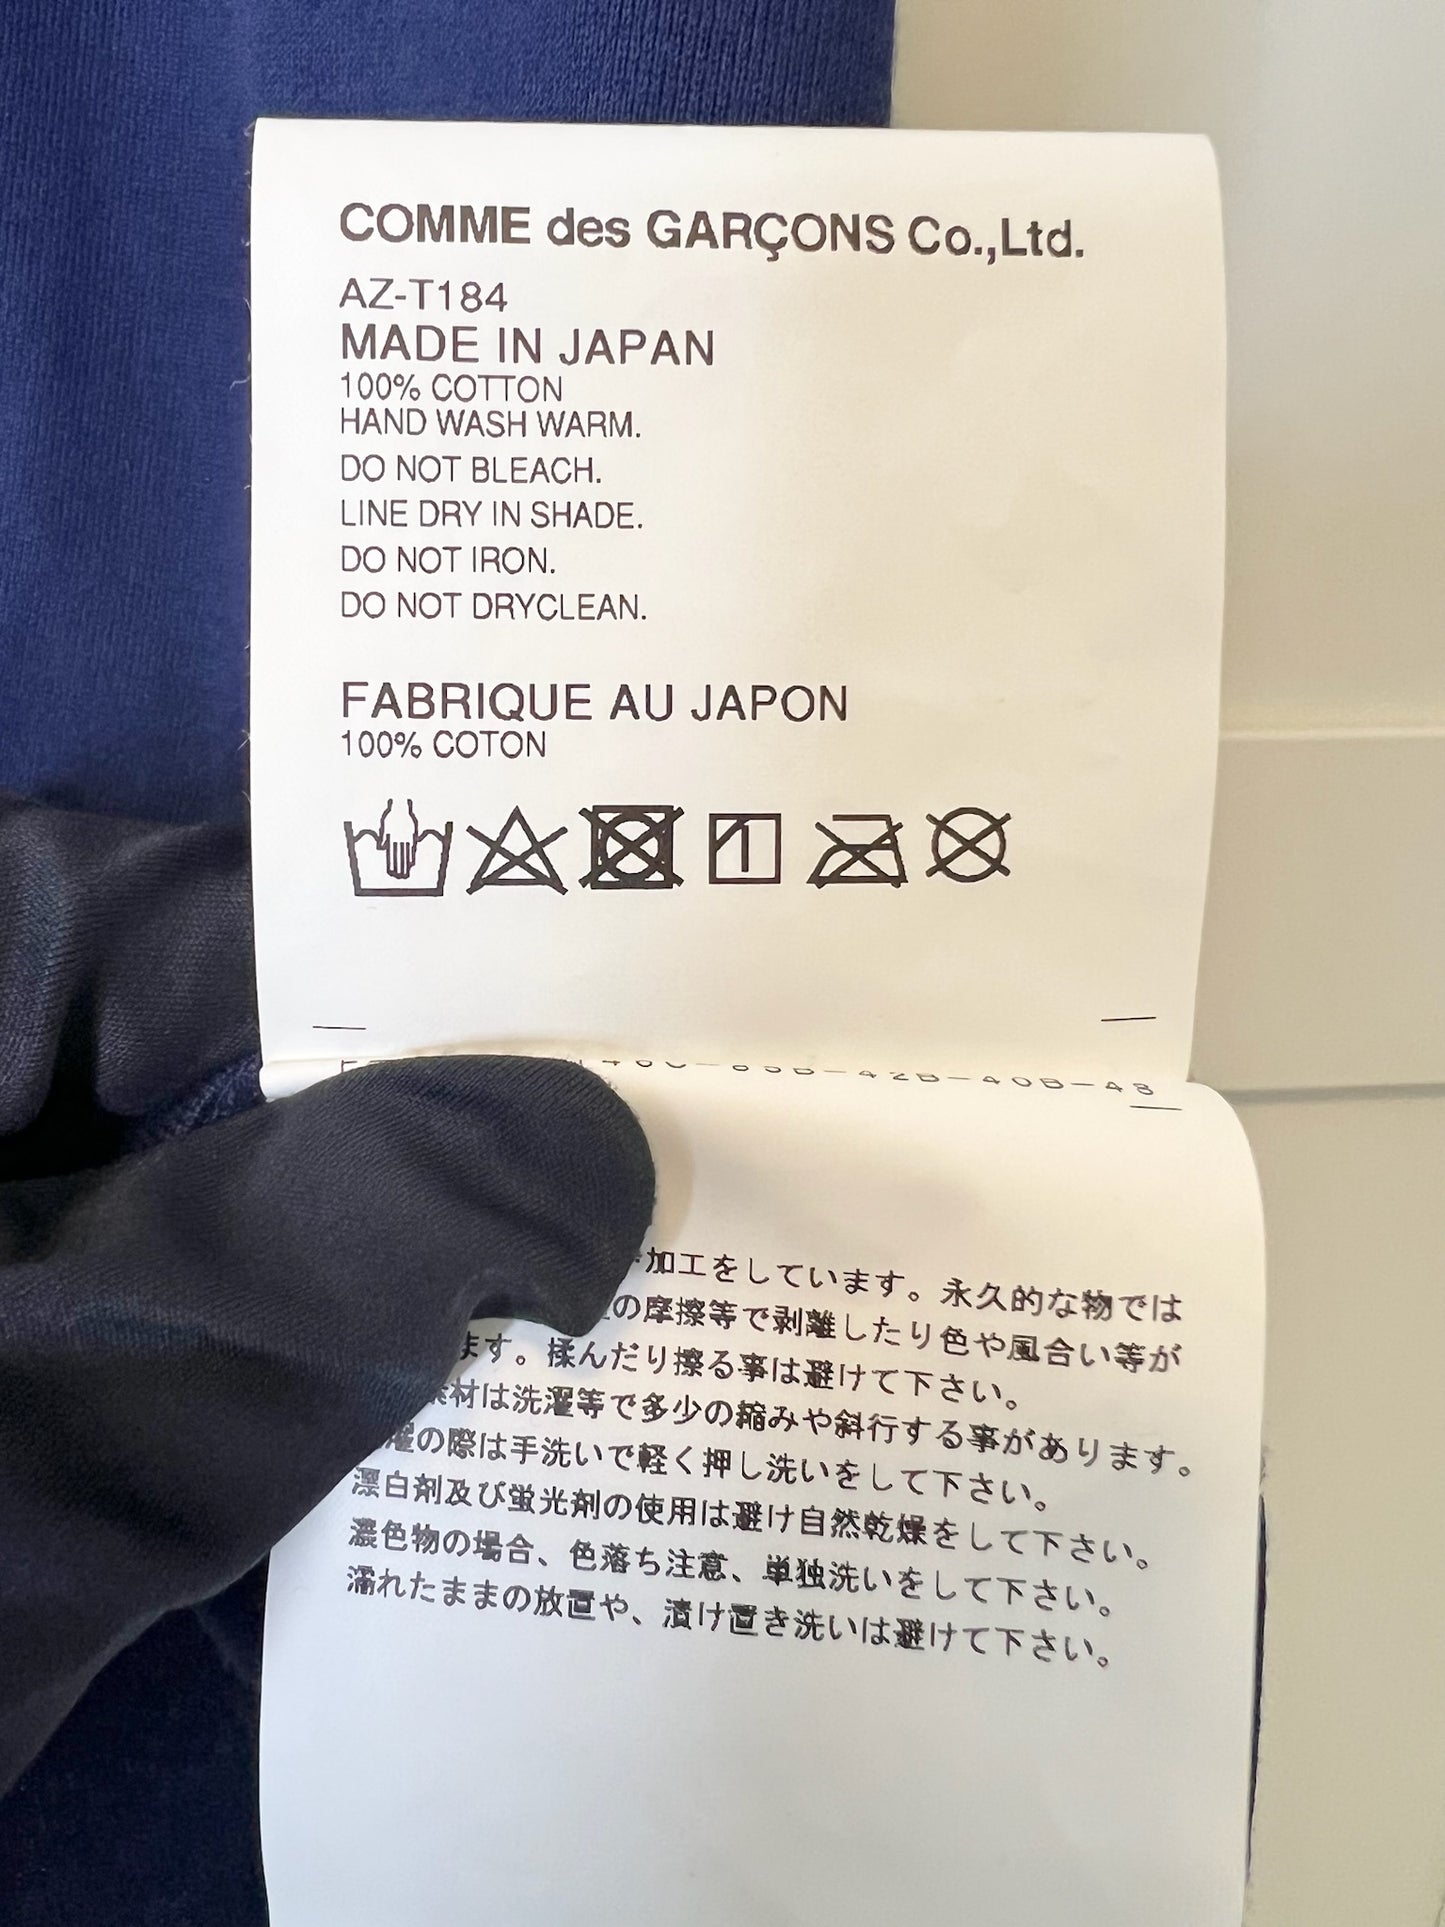 COMME des GARÇONS Co.,Ltd.
AZ-T184
MADE IN JAPAN
100% COTTON
HAND WASH WARM.
DO NOT BLEACH.
LINE DRY IN SHADE.
DO NOT IRON.
DO NOT DRYCLEAN.
FABRIQUE AU JAPON
100% COTON
1
加工をしています。永久的な物では
の摩擦等で剥離したり色や風合い等が
ます。揉んだり擦る事は避けて下さい。
素材は洗濯等で多少の縮みや斜行する事があります。
濯の際は手洗いで軽く押し洗いをして下さい。
漂白剤及び蛍光剤の使用は避け自然乾燥をして下さい。
濃色物の場合、色落ち注意、単独洗いをして下さい。
濡れたままの放置や、漬け置き洗いは避けて下さい。